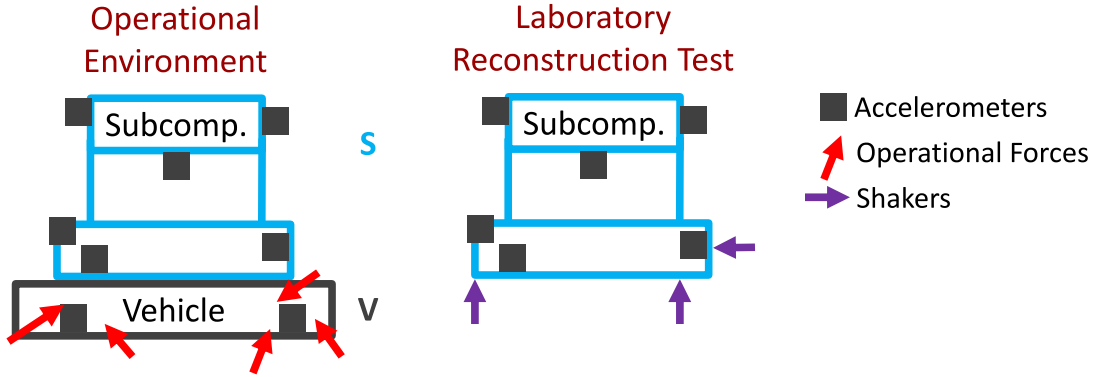 Operational
Environment
Subcomp.
S
Vehicle
V
Laboratory
Reconstruction Test
Subcomp.
Accelerometers
Operational Forces
Shakers